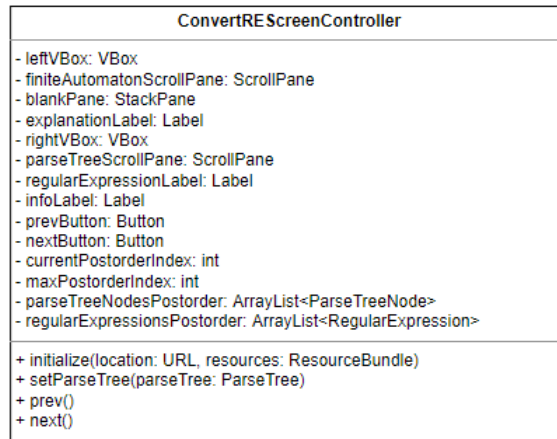 ConvertREScreenController
- leftVBox: VBox
- finiteAutomatonScrollPane: ScrollPane
- blankPane: StackPane
- explanationLabel: Label
- rightVBox: VBox
- parseTreeScrollPane: ScrollPane
- regularExpressionLabel: Label
- infoLabel: Label
- prevButton: Button
- nextButton: Button
- currentPostorderIndex: int
- maxPostorderIndex: int
- parseTreeNodesPostorder: ArrayList<ParseTreeNode>
- regularExpressionsPostorder: ArrayList<RegularExpression>
+ initialize(location: URL, resources: ResourceBundle)
+ setParseTree(parseTree: ParseTree)
+ prev()
+ next()